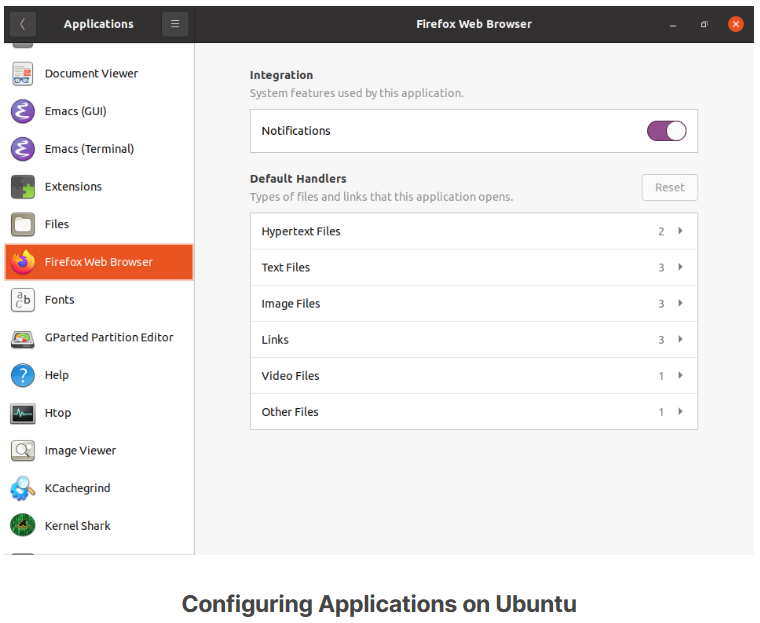 Applications
Firefox Web Browser
Document Viewer
Emacs (GUI)
Emacs (Terminal)
Extensions
Files
Firefox Web Browser
Fonts
GParted Partition Editor
Help
Htop
Image Viewer
KCachegrind
Kernel Shark
Integration
System features used by this application.
Notifications
Default Handlers
Types of files and links that this application opens.
Reset
Hypertext Files 2
Text Files 3
Image Files 3
Links 3
Video Files 1
Other Files 1
Configuring Applications on Ubuntu